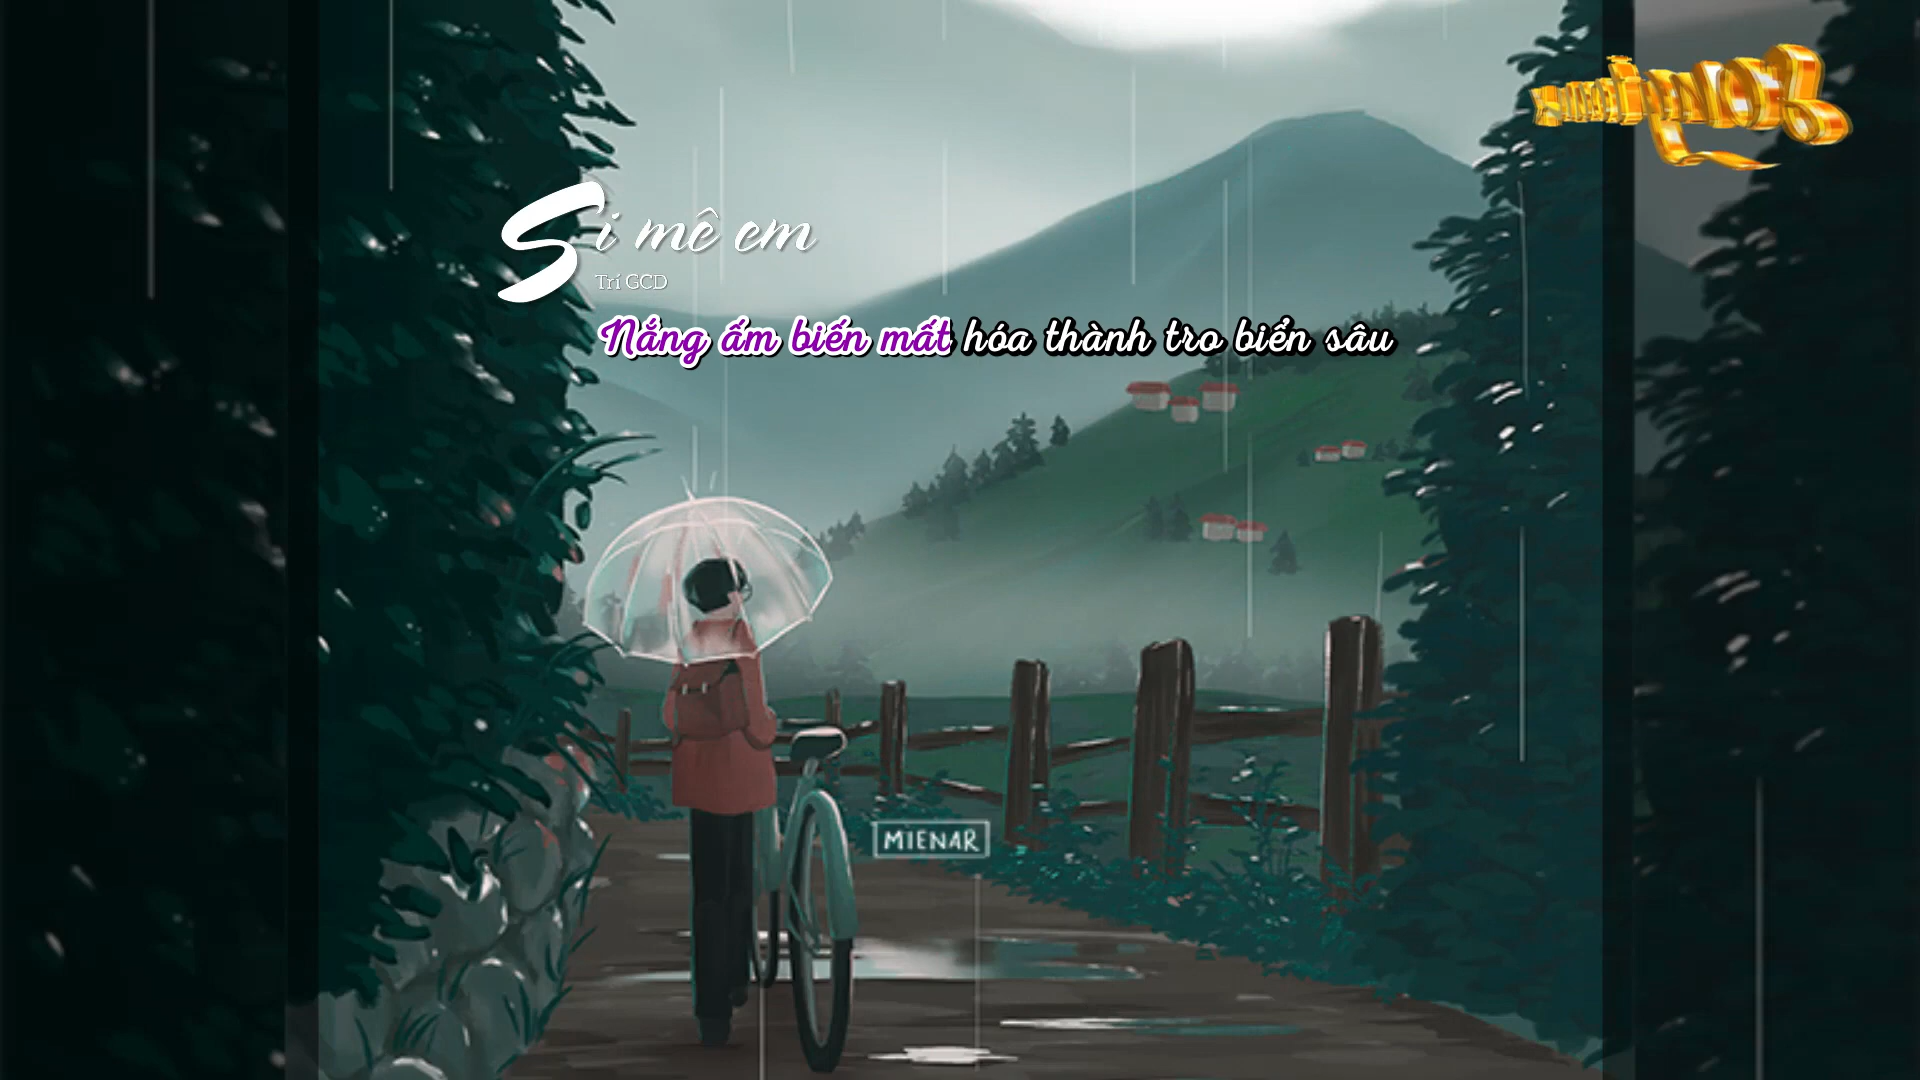 Si mê em
Trí GCD
Nắng ấm biến mất hóa thành tro biển sâu
MIENAR